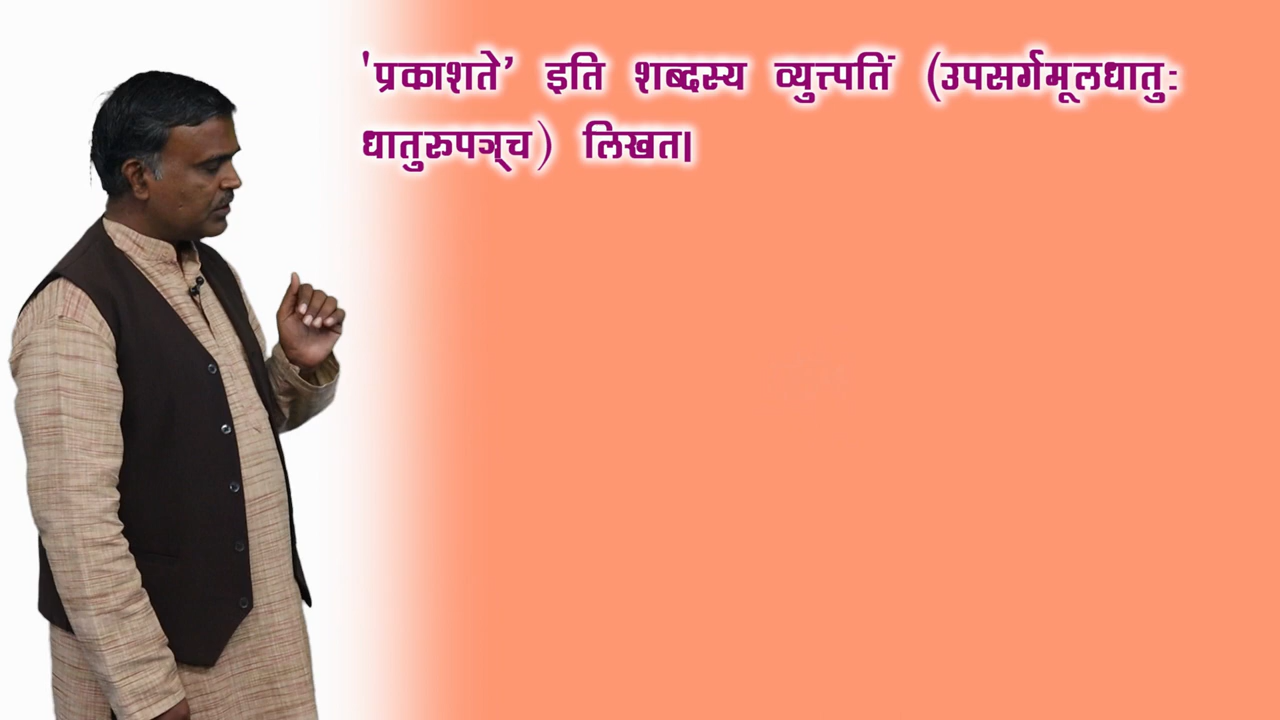 'प्रकाशते’ इति शब्दस्य व्युत्त्पतिं (उपसर्गमूलधातुः
धातुरुपञ्च) लिखत।